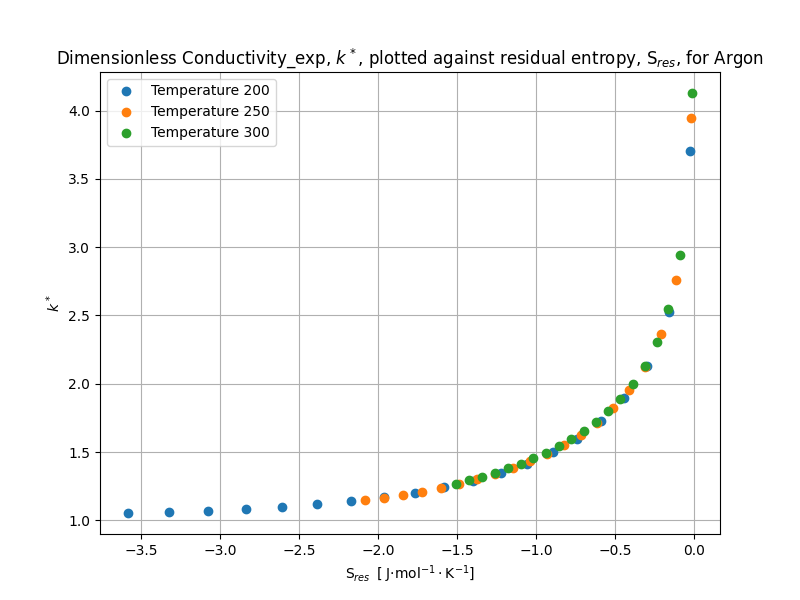 Dimensionless Conductivity_exp, k*, plotted against residual entropy, S_res, for Argon
Temperature 200
Temperature 250
Temperature 300
4.0
3.5
3.0
2.5
2.0
1.5
1.0
k*
−3.5 −3.0 −2.5 −2.0 −1.5 −1.0 −0.5 0.0
S_res [ J·mol⁻¹ · K⁻¹]